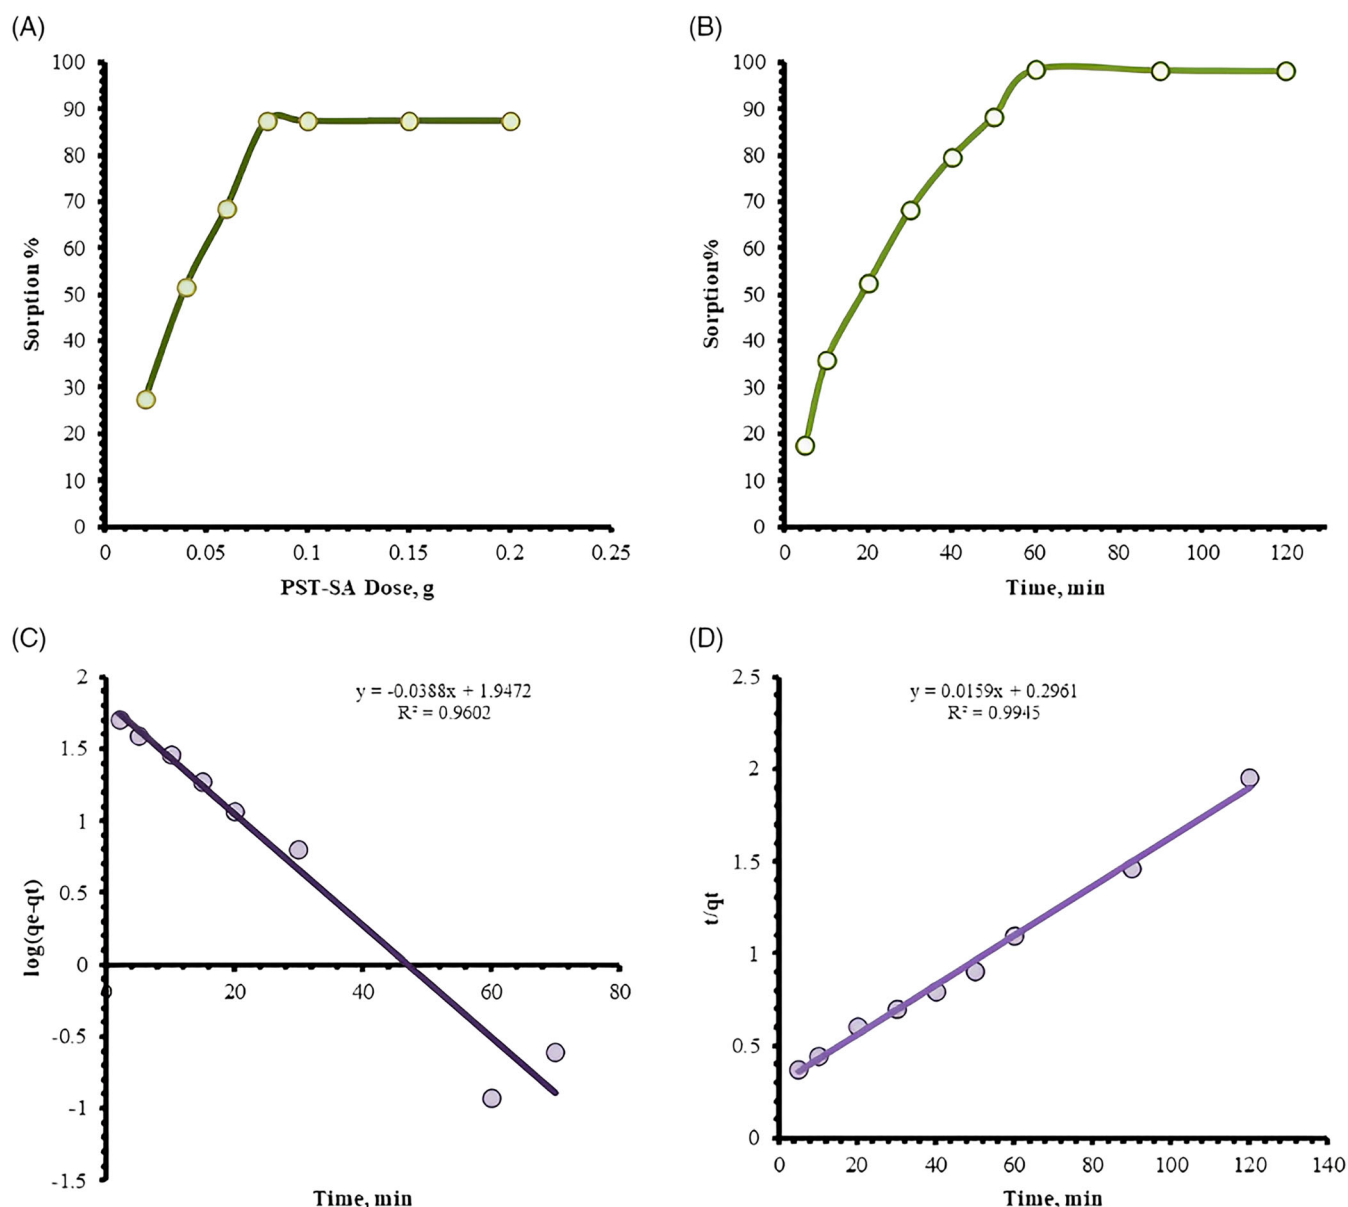 (A)
100
90
80
70
60
50
40
30
20
10
0
Sorption %
0 0.05 0.1 0.15 0.2 0.25
PST-SA Dose, g
(B)
100
90
80
70
60
50
40
30
20
10
0
Sorption%
0 20 40 60 80 100 120
Time, min
(C)
2
1.5
1
0.5
0
-0.5
-1
-1.5
log(qe-qt)
y = -0.0388x + 1.9472
R² = 0.9602
0 20 40 60 80
Time, min
(D)
2.5
2
1.5
1
0.5
0
t/qt
y = 0.0159x + 0.2961
R² = 0.9945
0 20 40 60 80 100 120 140
Time, min